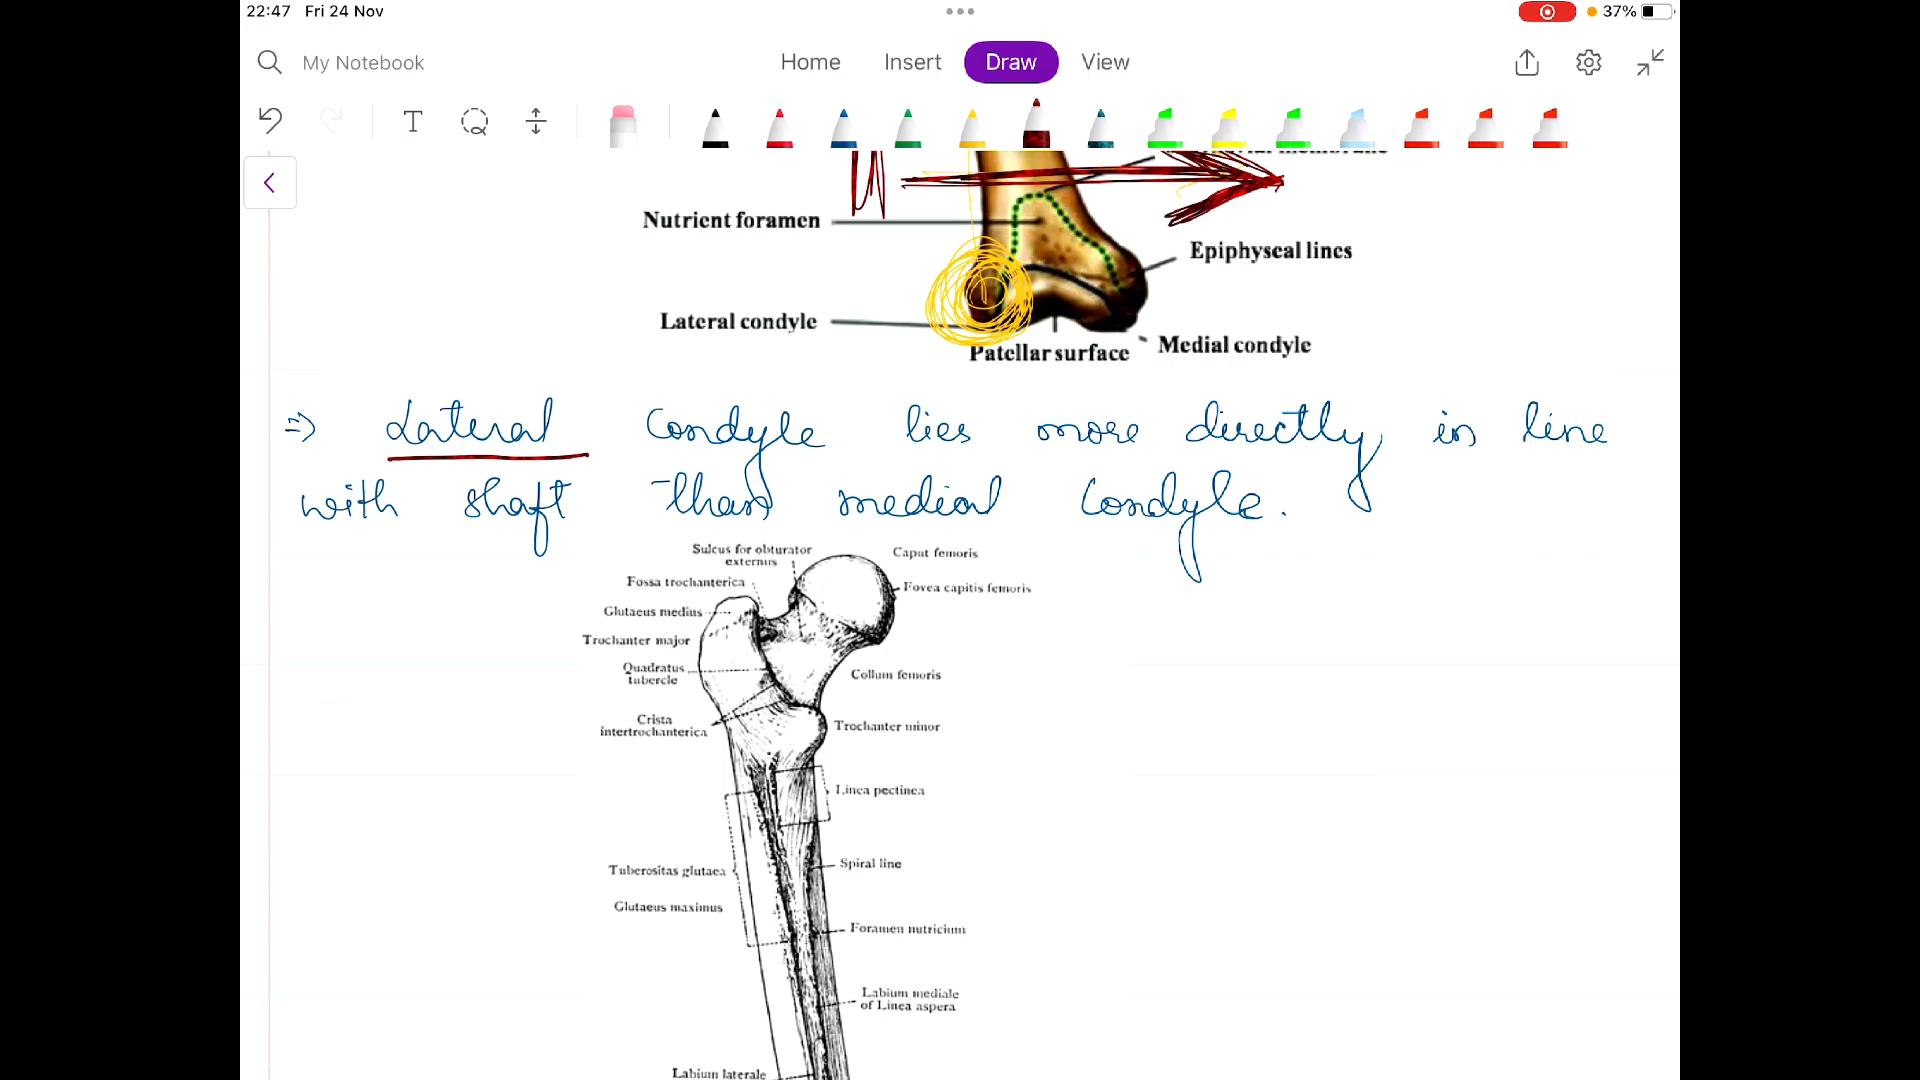 22:47 Fri 24 Nov
37%
My Notebook
Home Insert Draw View
T
Nutrient foramen
Epiphyseal lines
Lateral condyle
Patellar surface
Medial condyle
=> Lateral condyle lies more directly in line
with shaft than medial condyle.
Sulcus for obturator
externus
Caput femoris
Fossa trochanterica
Fovea capitis femoris
Glutaeus medius
Trochanter major
Quadratus
tubercle
Collum femoris
Crista
intertrochanterica
Trochanter minor
Linea pectinea
Spiral line
Tuberositas glutaea
Glutaeus maximus
Foramen nutricium
Labium mediale
of Linea aspera
Labium laterale